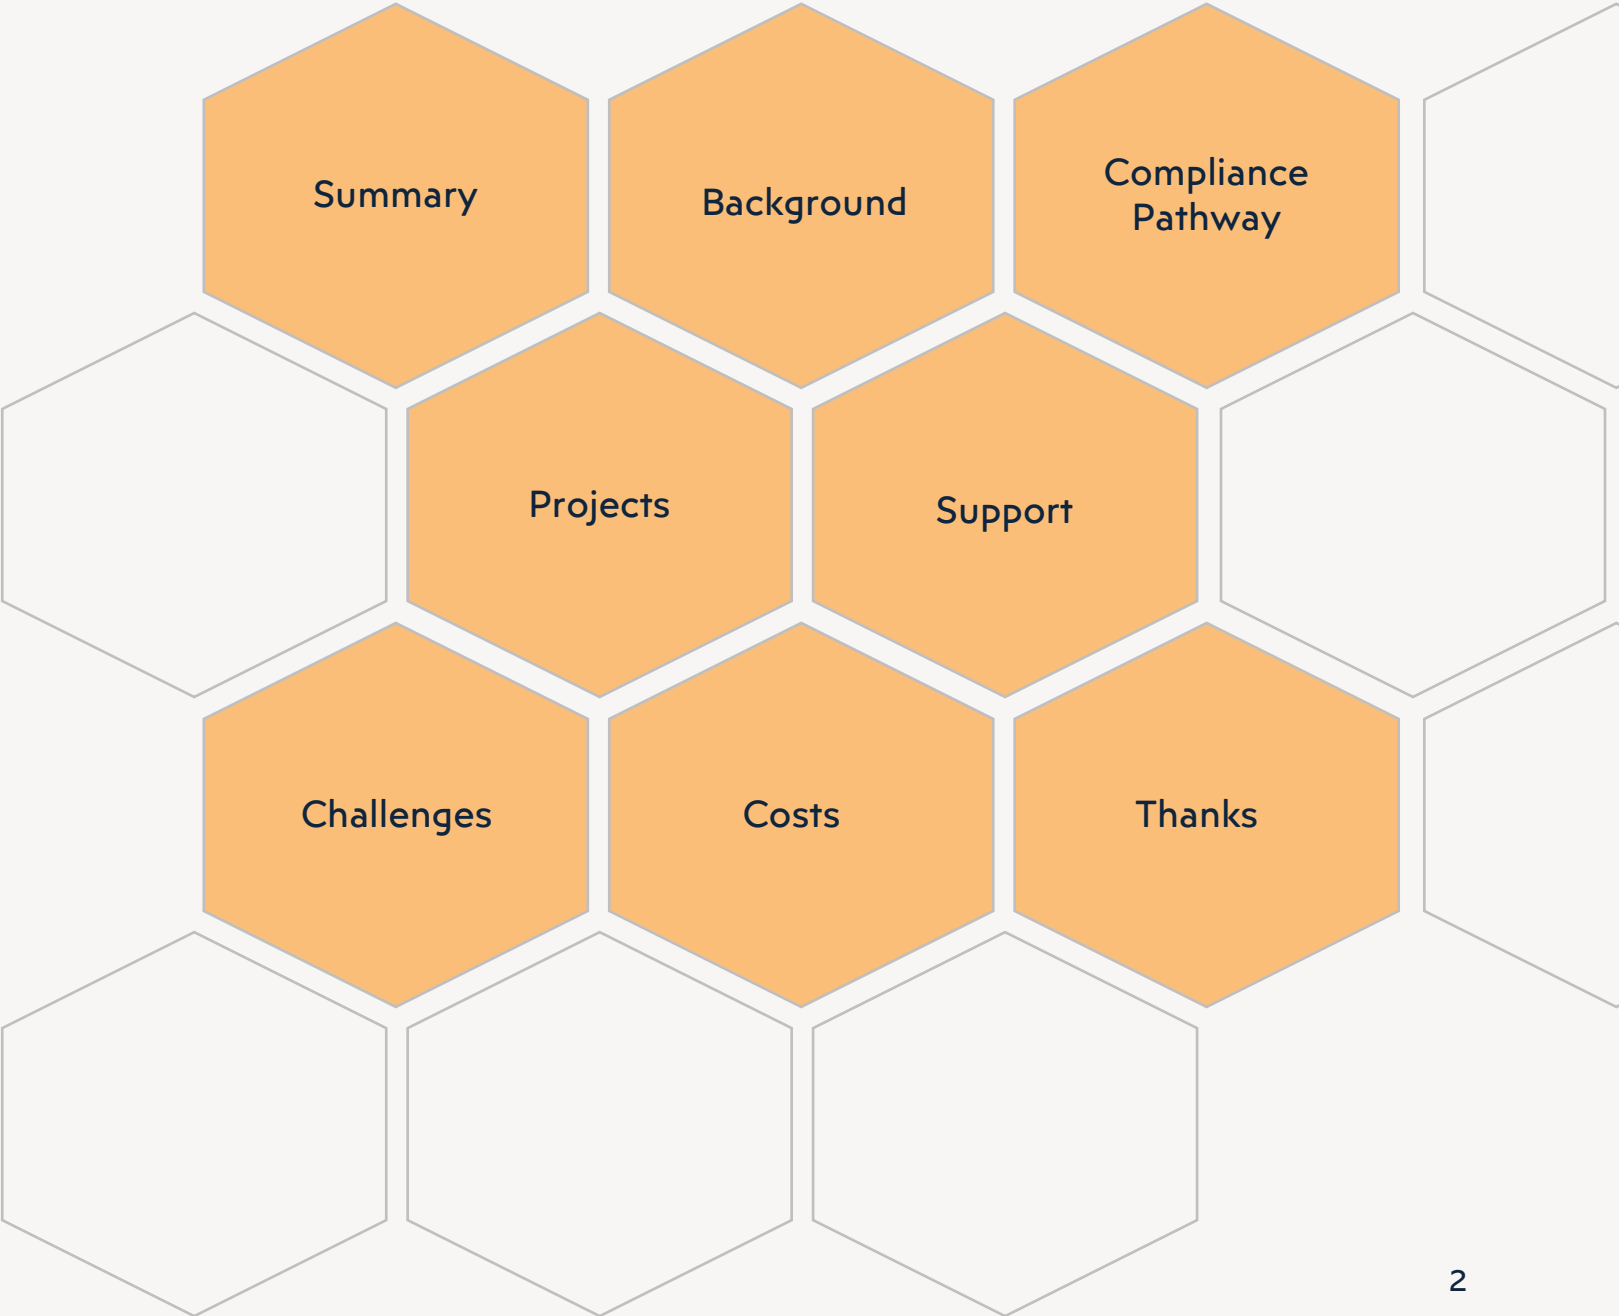 Summary
Background
Compliance
Pathway
Projects
Support
Challenges
Costs
Thanks
2